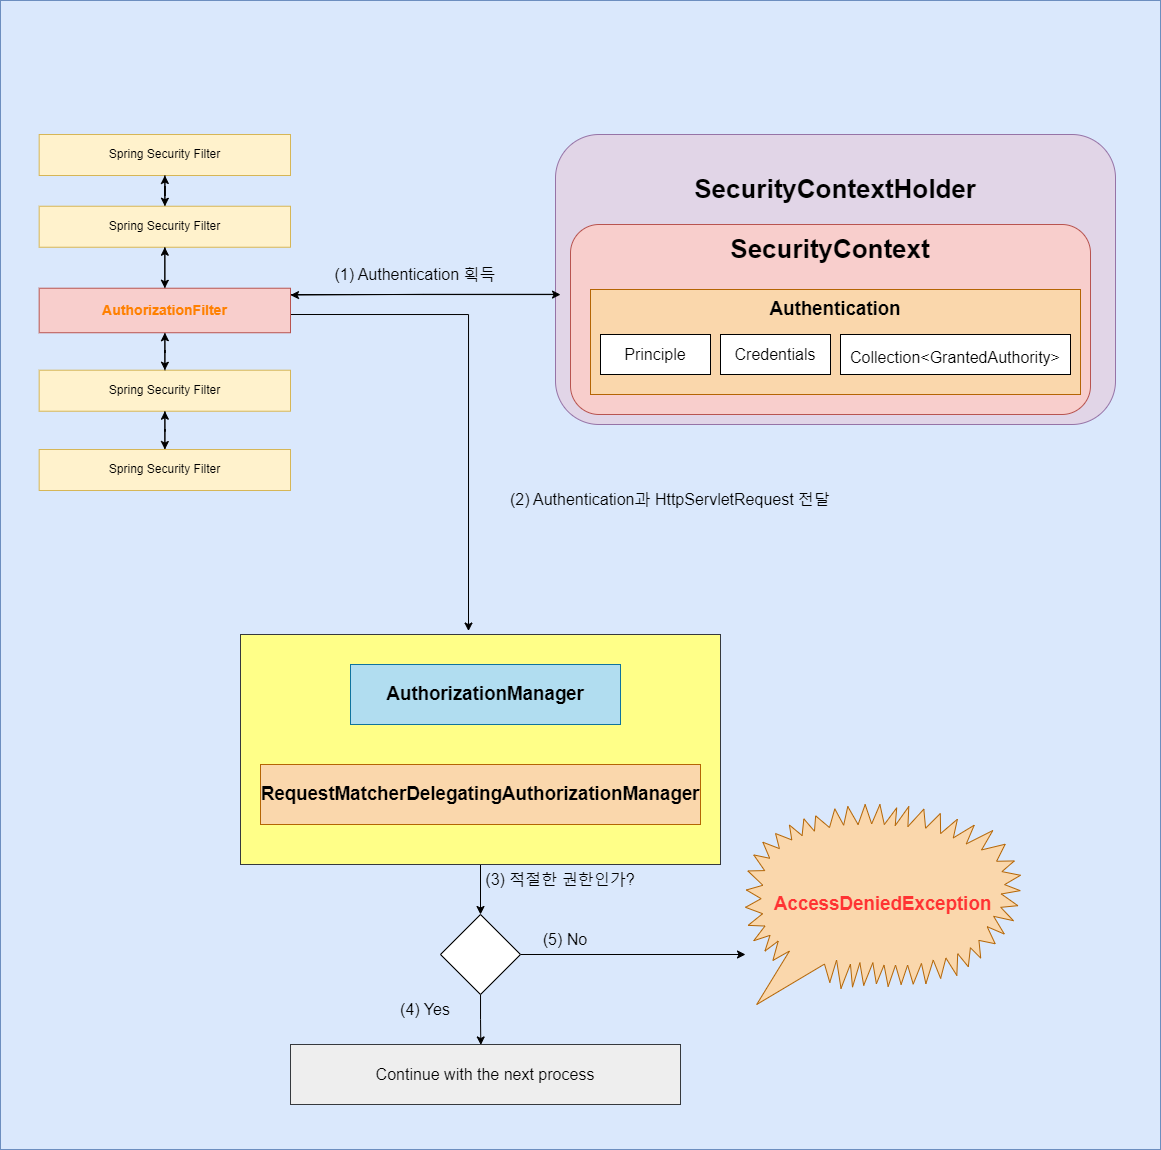 Spring Security Filter
Spring Security Filter
AuthorizationFilter
Spring Security Filter
Spring Security Filter
(1) Authentication 획득
SecurityContextHolder
SecurityContext
Authentication
Principle
Credentials
Collection<GrantedAuthority>
(2) Authentication과 HttpServletRequest 전달
AuthorizationManager
RequestMatcherDelegatingAuthorizationManager
(3) 적절한 권한인가?
(5) No
AccessDeniedException
(4) Yes
Continue with the next process